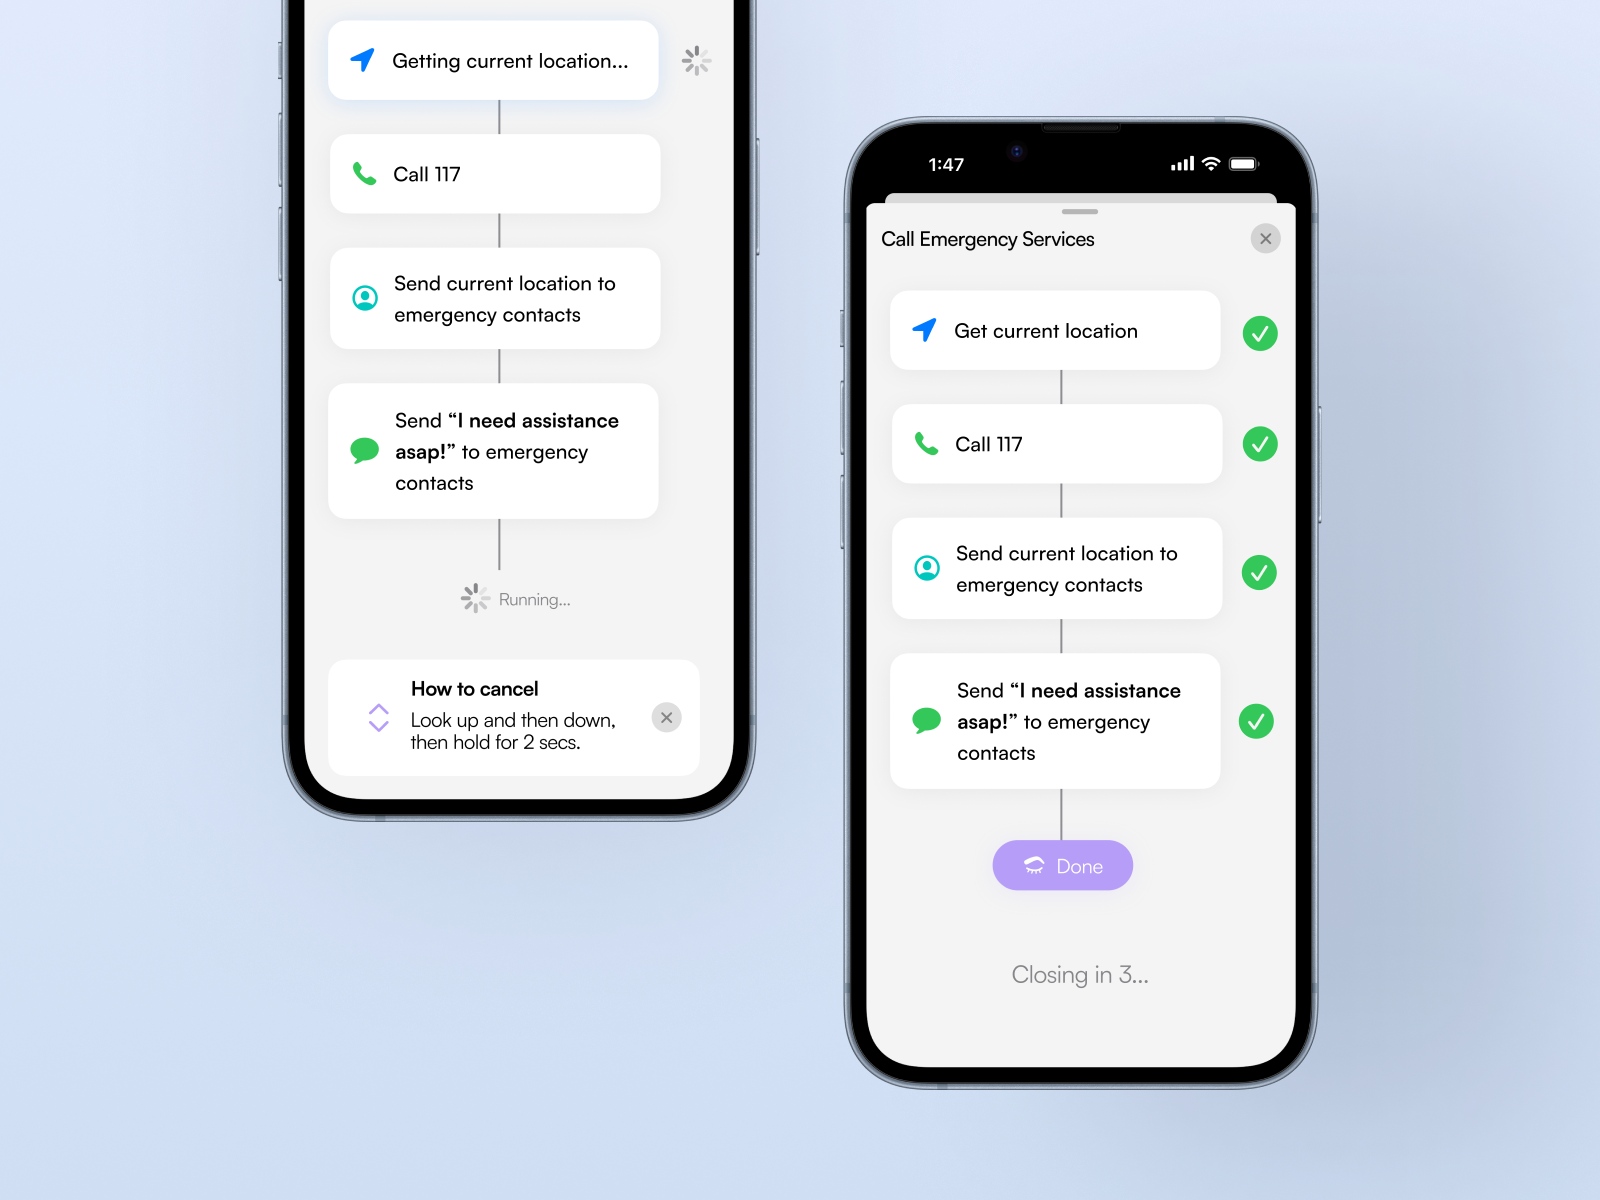 Getting current location...
Call 117
Send current location to
emergency contacts
Send “I need assistance
asap!” to emergency
contacts
Running...
How to cancel
Look up and then down,
then hold for 2 secs.
1:47
Call Emergency Services
Get current location
Call 117
Send current location to
emergency contacts
Send “I need assistance
asap!” to emergency
contacts
Done
Closing in 3...